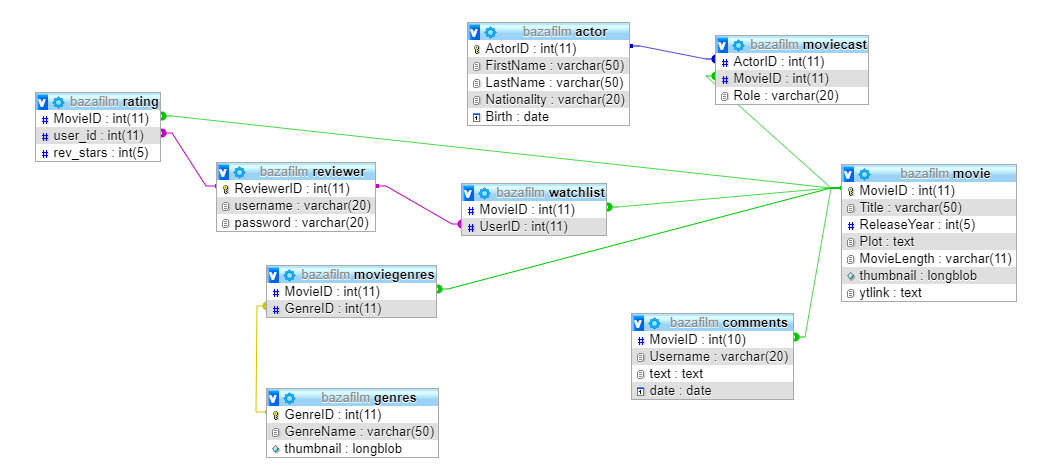 bazafilm actor
ActorID : int(11)
FirstName : varchar(50)
LastName : varchar(50)
Nationality : varchar(20)
Birth : date
bazafilm moviecast
ActorID : int(11)
MovieID : int(11)
Role : varchar(20)
bazafilm rating
MovieID : int(11)
user_id : int(11)
rev_stars : int(5)
bazafilm reviewer
ReviewerID : int(11)
username : varchar(20)
password : varchar(20)
bazafilm watchlist
MovieID : int(11)
UserID : int(11)
bazafilm movie
MovieID : int(11)
Title : varchar(50)
ReleaseYear : int(5)
Plot : text
MovieLength : varchar(11)
thumbnail : longblob
ytlink : text
bazafilm moviegenres
MovieID : int(11)
GenreID : int(11)
bazafilm comments
MovieID : int(10)
Username : varchar(20)
text : text
date : date
bazafilm genres
GenreID : int(11)
GenreName : varchar(50)
thumbnail : longblob